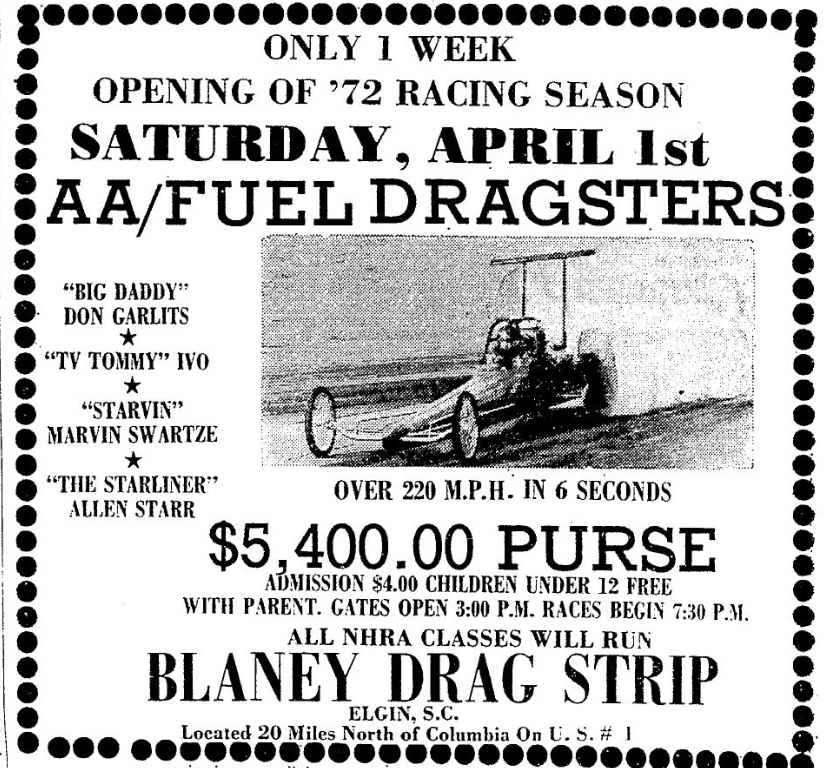 ONLY 1 WEEK
OPENING OF '72 RACING SEASON
SATURDAY, APRIL 1st
AA/FUEL DRAGSTERS
"BIG DADDY"
DON GARLITS
★
"TV TOMMY" IVO
★
"STARVIN"
MARVIN SWARTZE
★
"THE STARLINER"
ALLEN STARR
OVER 220 M.P.H. IN 6 SECONDS
$5,400.00 PURSE
ADMISSION $4.00 CHILDREN UNDER 12 FREE
WITH PARENT. GATES OPEN 3:00 P.M. RACES BEGIN 7:30 P.M.
ALL NHRA CLASSES WILL RUN
BLANEY DRAG STRIP
ELGIN, S.C.
Located 20 Miles North of Columbia On U. S. # 1